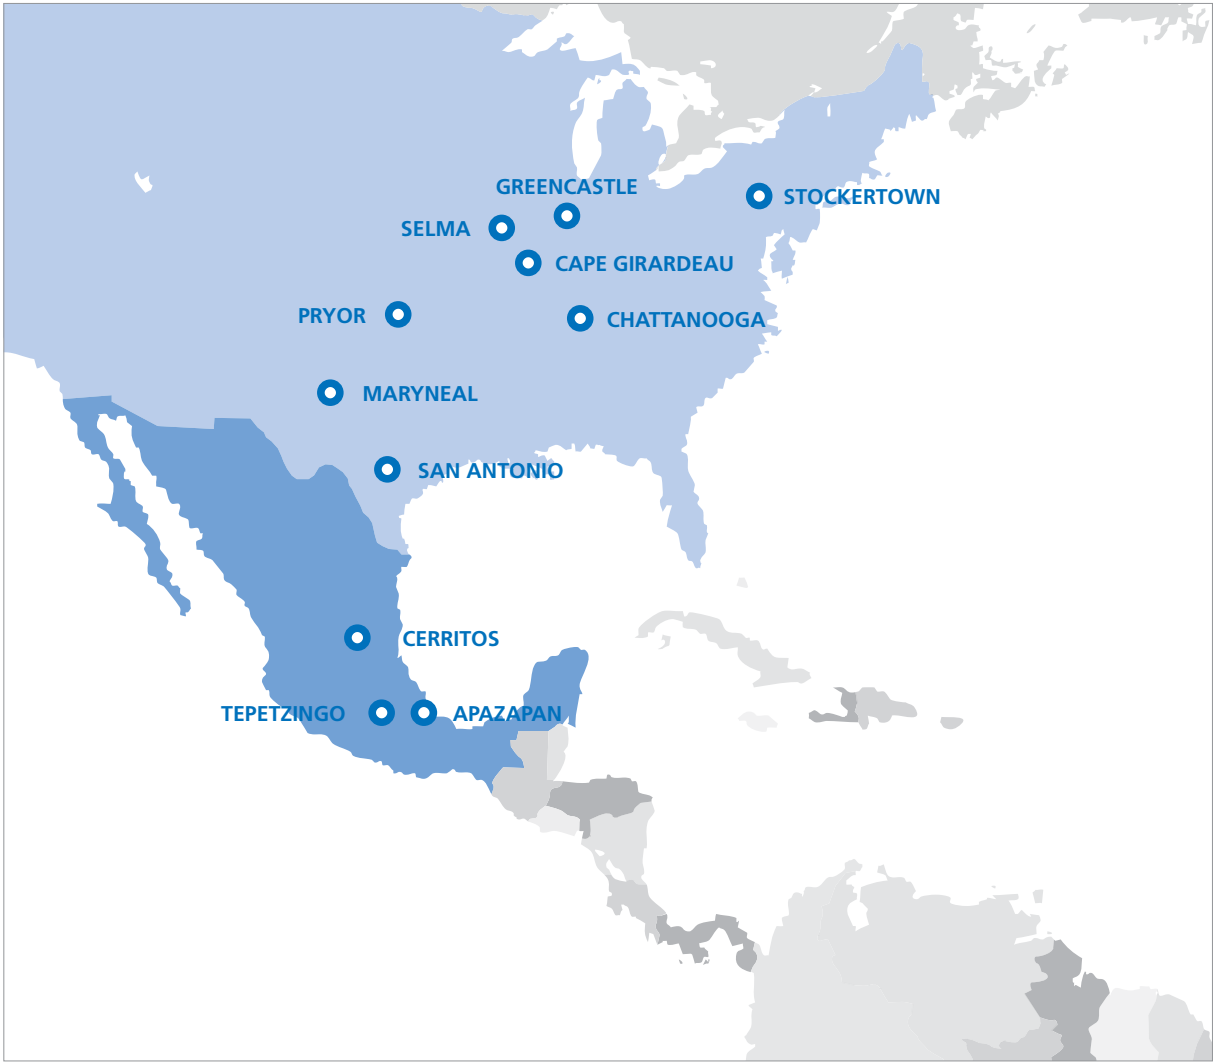 GREENCASTLE
STOCKERTOWN
SELMA
CAPE GIRARDEAU
PRYOR
CHATTANOOGA
MARYNEAL
SAN ANTONIO
CERRITOS
TEPETZINGO
APAZAPAN